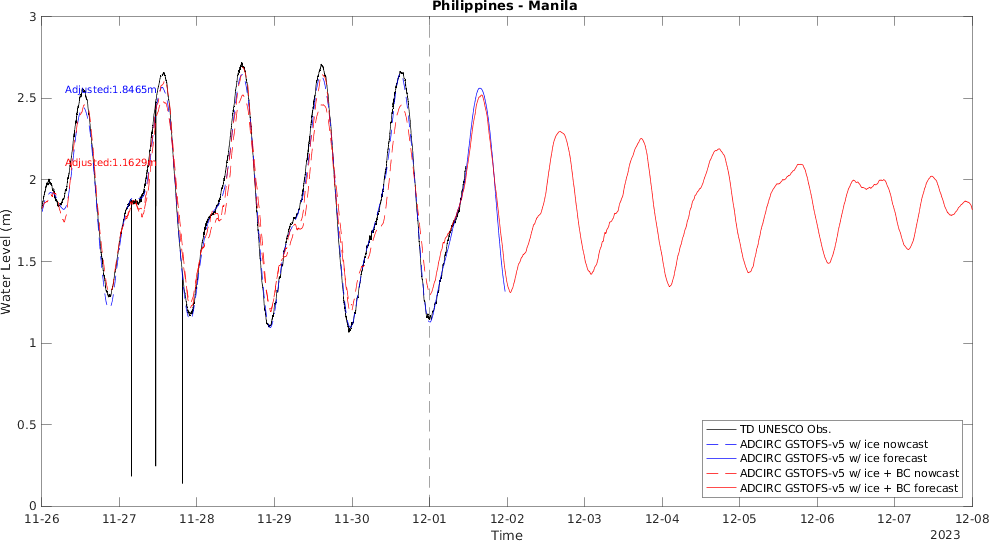 Philippines - Manila
3
2.5
2
1.5
1
0.5
0
Water Level (m)
Adjusted:1.8465m
Adjusted:1.1629m
TD UNESCO Obs.
ADCIRC GSTOFS-v5 w/ ice nowcast
ADCIRC GSTOFS-v5 w/ ice forecast
ADCIRC GSTOFS-v5 w/ ice + BC nowcast
ADCIRC GSTOFS-v5 w/ ice + BC forecast
11-26 11-27 11-28 11-29 11-30 12-01 12-02 12-03 12-04 12-05 12-06 12-07 12-08
Time
2023